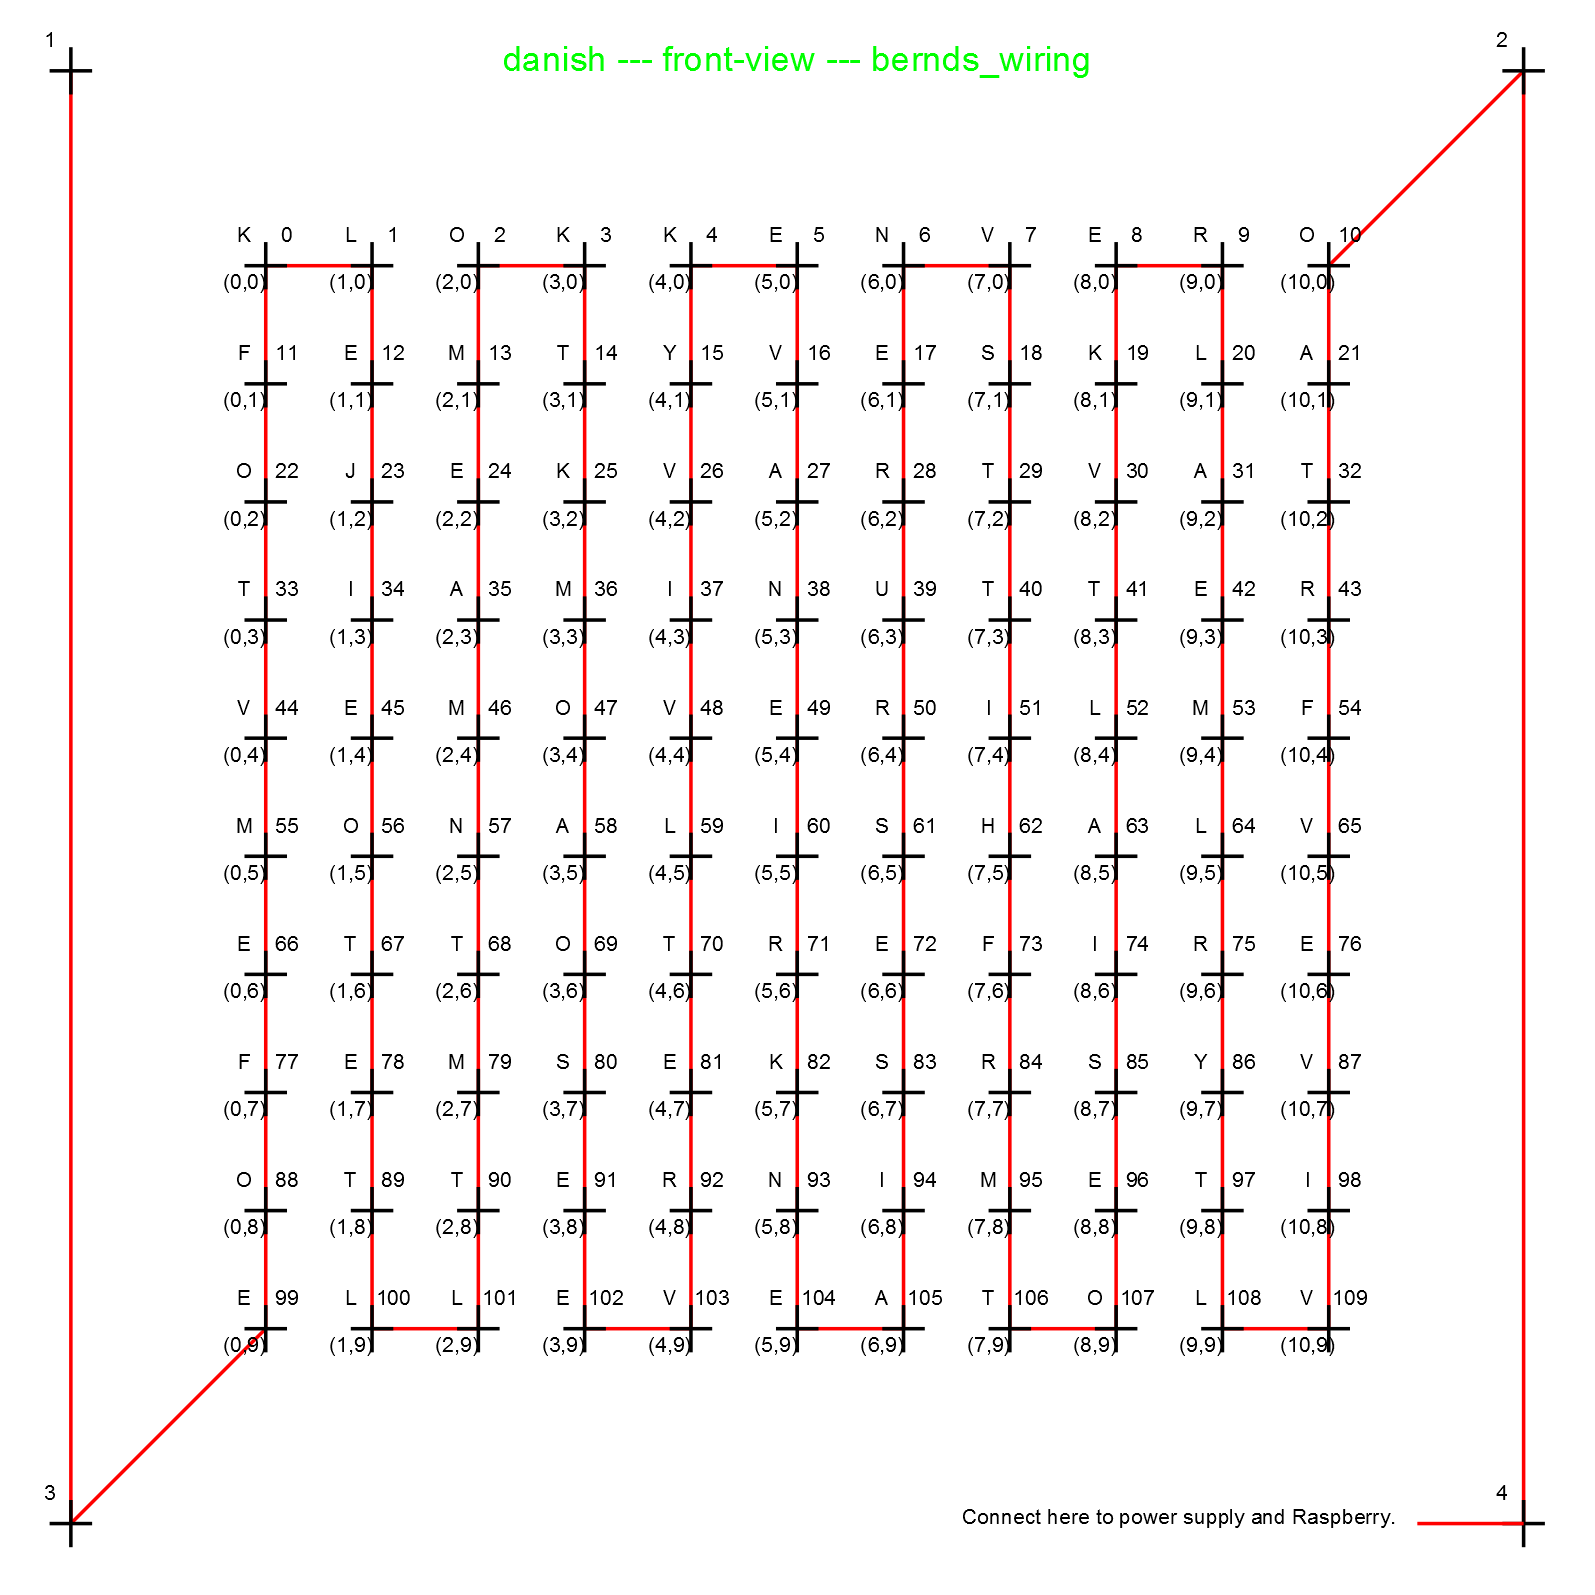 1
2
danish --- front-view --- bernds_wiring
K 0 L 1 O 2 K 3 K 4 E 5 N 6 V 7 E 8 R 9 O 10
(0,0) (1,0) (2,0) (3,0) (4,0) (5,0) (6,0) (7,0) (8,0) (9,0) (10,0)
F 11 E 12 M 13 T 14 Y 15 V 16 E 17 S 18 K 19 L 20 A 21
(0,1) (1,1) (2,1) (3,1) (4,1) (5,1) (6,1) (7,1) (8,1) (9,1) (10,1)
O 22 J 23 E 24 K 25 V 26 A 27 R 28 T 29 V 30 A 31 T 32
(0,2) (1,2) (2,2) (3,2) (4,2) (5,2) (6,2) (7,2) (8,2) (9,2) (10,2)
T 33 I 34 A 35 M 36 I 37 N 38 U 39 T 40 T 41 E 42 R 43
(0,3) (1,3) (2,3) (3,3) (4,3) (5,3) (6,3) (7,3) (8,3) (9,3) (10,3)
V 44 E 45 M 46 O 47 V 48 E 49 R 50 I 51 L 52 M 53 F 54
(0,4) (1,4) (2,4) (3,4) (4,4) (5,4) (6,4) (7,4) (8,4) (9,4) (10,4)
M 55 O 56 N 57 A 58 L 59 I 60 S 61 H 62 A 63 L 64 V 65
(0,5) (1,5) (2,5) (3,5) (4,5) (5,5) (6,5) (7,5) (8,5) (9,5) (10,5)
E 66 T 67 T 68 O 69 T 70 R 71 E 72 F 73 I 74 R 75 E 76
(0,6) (1,6) (2,6) (3,6) (4,6) (5,6) (6,6) (7,6) (8,6) (9,6) (10,6)
F 77 E 78 M 79 S 80 E 81 K 82 S 83 R 84 S 85 Y 86 V 87
(0,7) (1,7) (2,7) (3,7) (4,7) (5,7) (6,7) (7,7) (8,7) (9,7) (10,7)
O 88 T 89 T 90 E 91 R 92 N 93 I 94 M 95 E 96 T 97 I 98
(0,8) (1,8) (2,8) (3,8) (4,8) (5,8) (6,8) (7,8) (8,8) (9,8) (10,8)
E 99 L 100 L 101 E 102 V 103 E 104 A 105 T 106 O 107 L 108 V 109
(0,9) (1,9) (2,9) (3,9) (4,9) (5,9) (6,9) (7,9) (8,9) (9,9) (10,9)
3
4
Connect here to power supply and Raspberry.